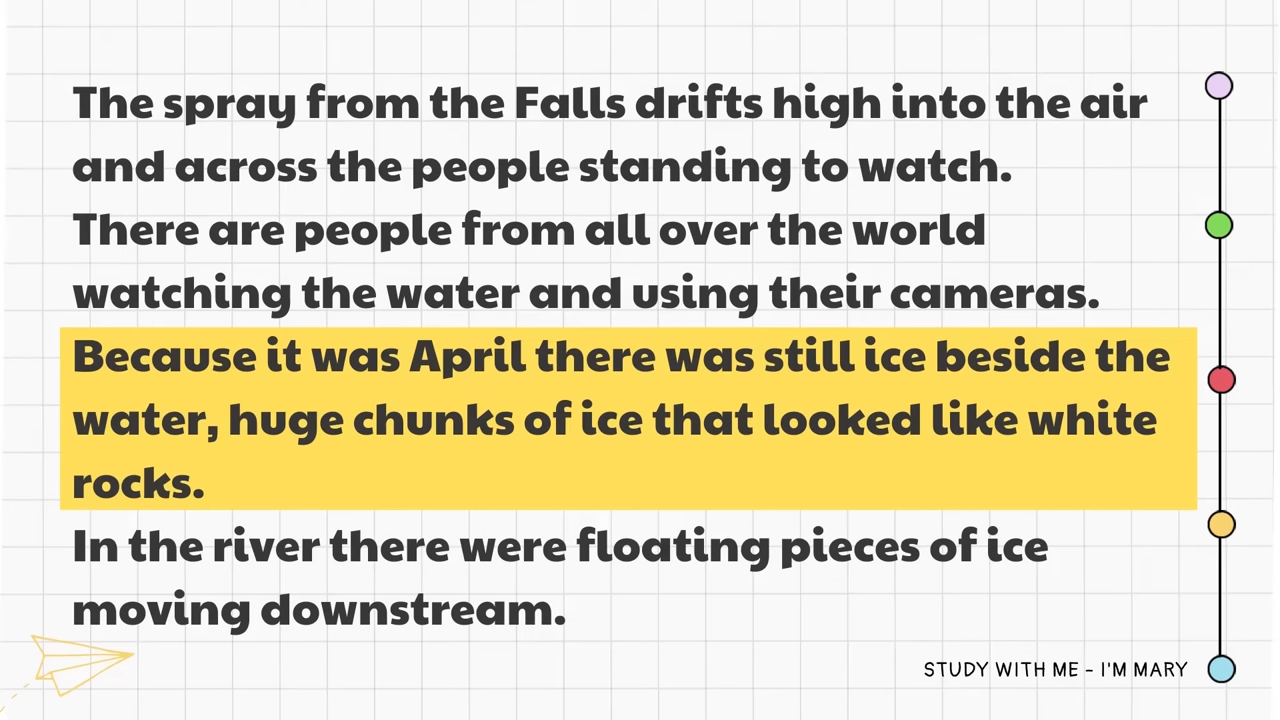 The spray from the Falls drifts high into the air
and across the people standing to watch.
There are people from all over the world
watching the water and using their cameras.
Because it was April there was still ice beside the
water, huge chunks of ice that looked like white
rocks.
In the river there were floating pieces of ice
moving downstream.
STUDY WITH ME - I'M MARY